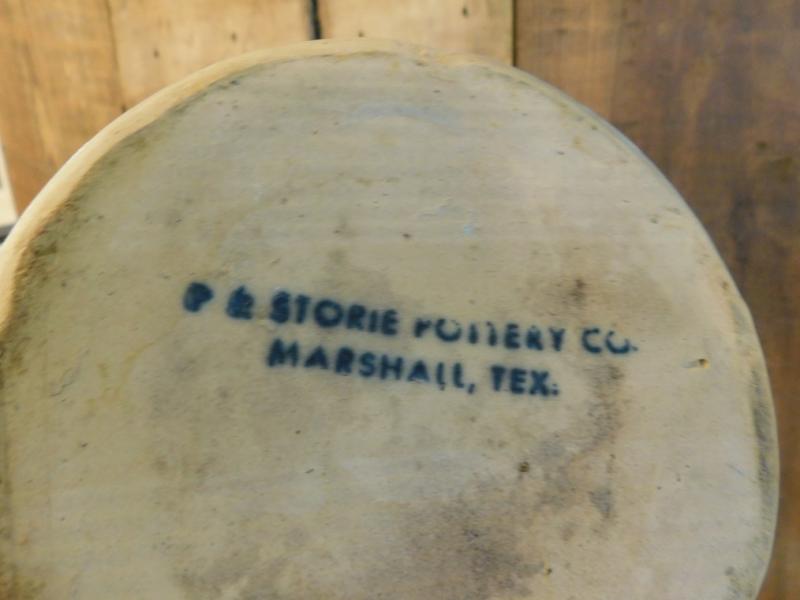 P & STORIE POTTERY CO.
MARSHALL, TEX.